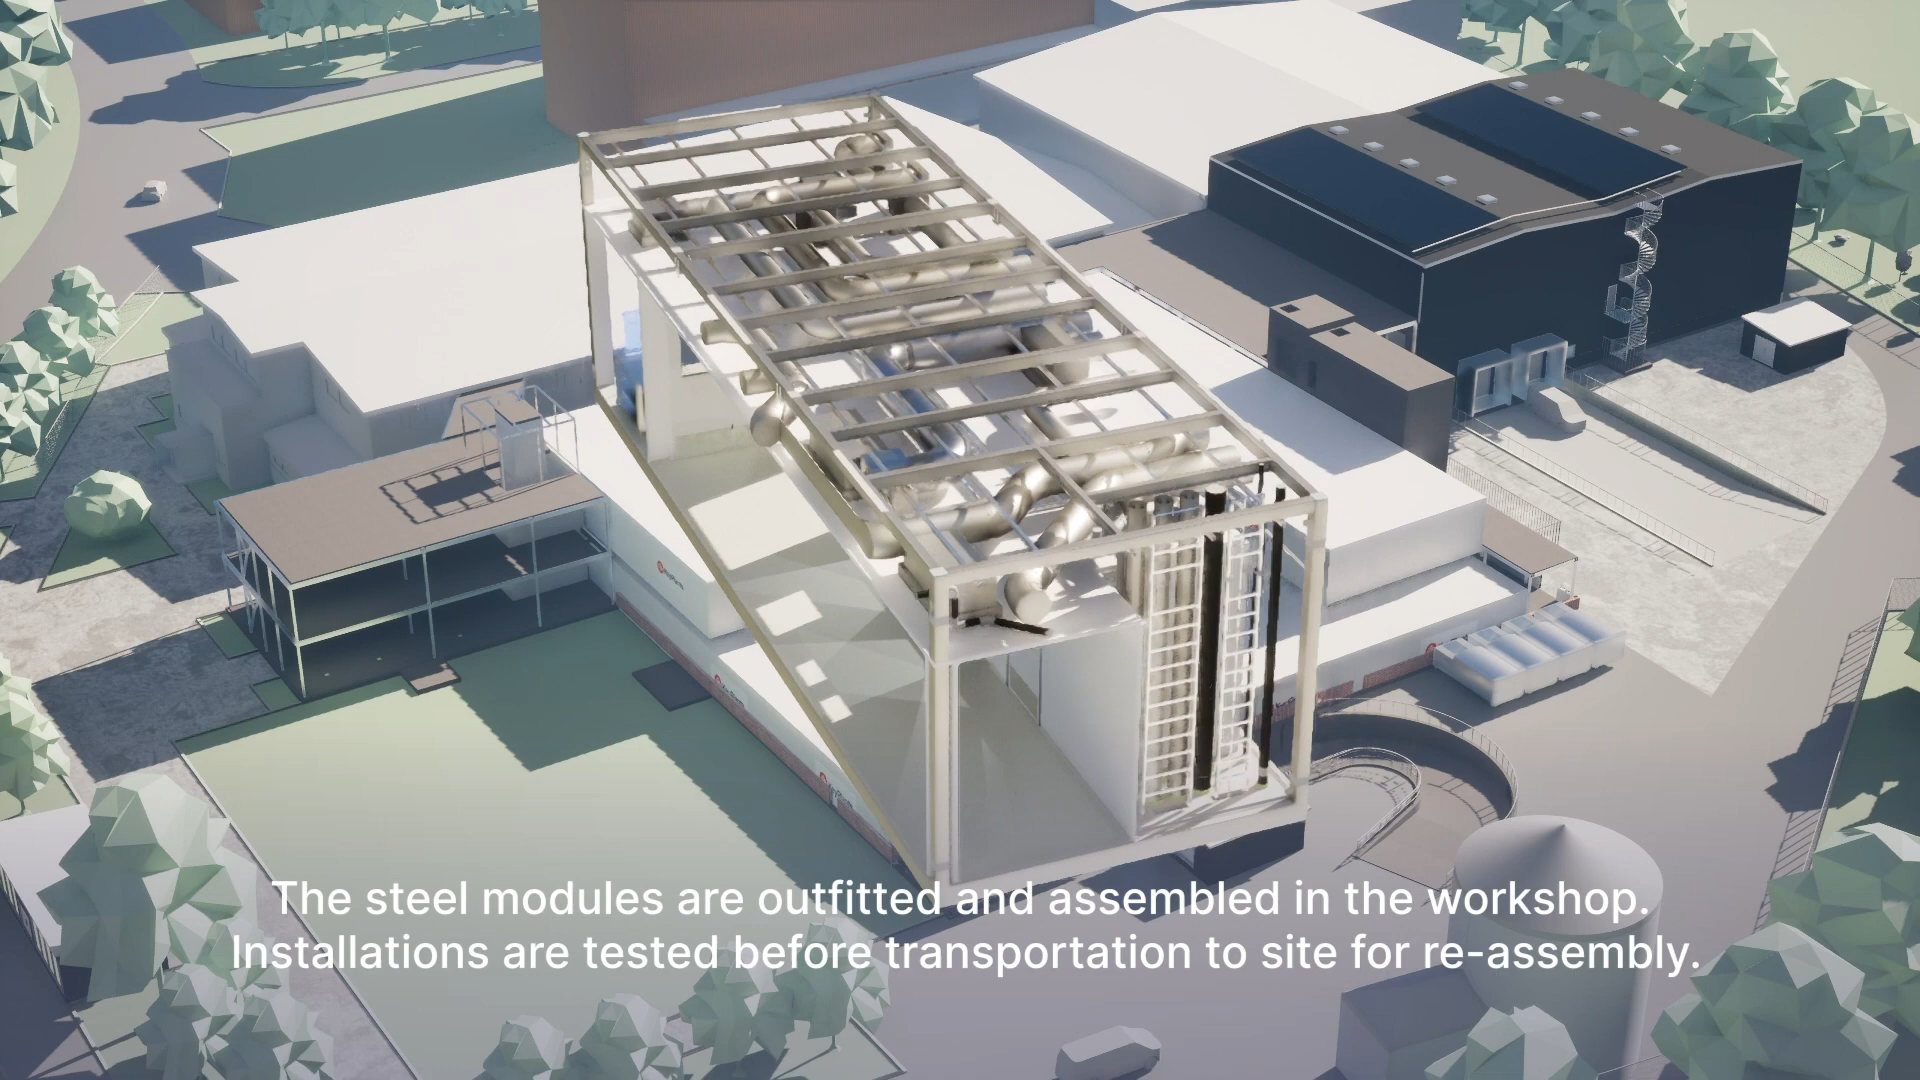 The steel modules are outfitted and assembled in the workshop.
Installations are tested before transportation to site for re-assembly.